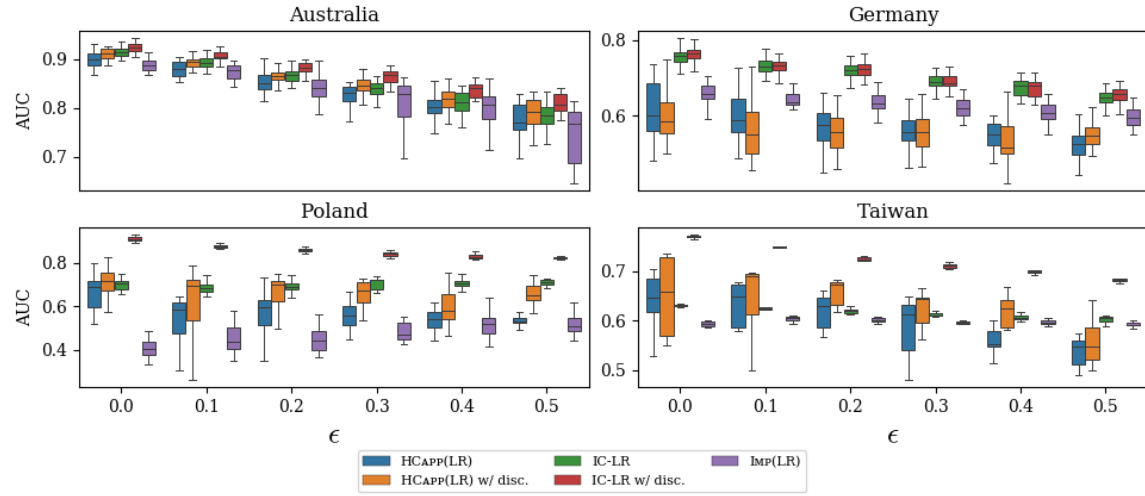 Australia
Germany
AUC
0.9
0.8
0.7
0.8
0.6
Poland
Taiwan
AUC
0.8
0.6
0.4
0.7
0.6
0.5
0.0 0.1 0.2 0.3 0.4 0.5
0.0 0.1 0.2 0.3 0.4 0.5
ϵ
ϵ
HCAPP(LR) IC-LR IMP(LR)
HCAPP(LR) w/ disc. IC-LR w/ disc.